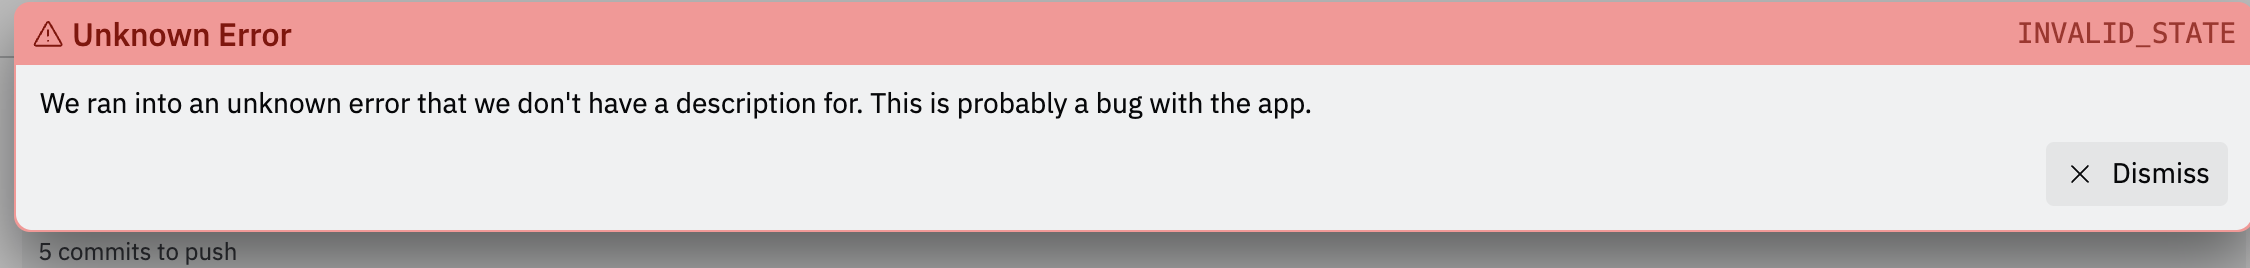 Unknown Error
INVALID_STATE
We ran into an unknown error that we don't have a description for. This is probably a bug with the app.
Dismiss
5 commits to push